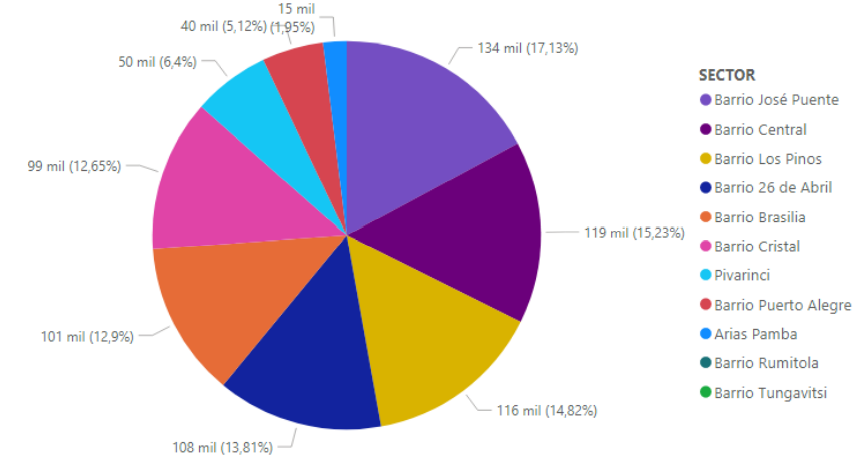 15 mil
(1,95%)
40 mil (5,12%)
134 mil (17,13%)
50 mil (6,4%)
99 mil (12,65%)
119 mil (15,23%)
101 mil (12,9%)
116 mil (14,82%)
108 mil (13,81%)
SECTOR
Barrio José Puente
Barrio Central
Barrio Los Pinos
Barrio 26 de Abril
Barrio Brasilia
Barrio Cristal
Pivarinci
Barrio Puerto Alegre
Arias Pamba
Barrio Rumitola
Barrio Tungavitsi